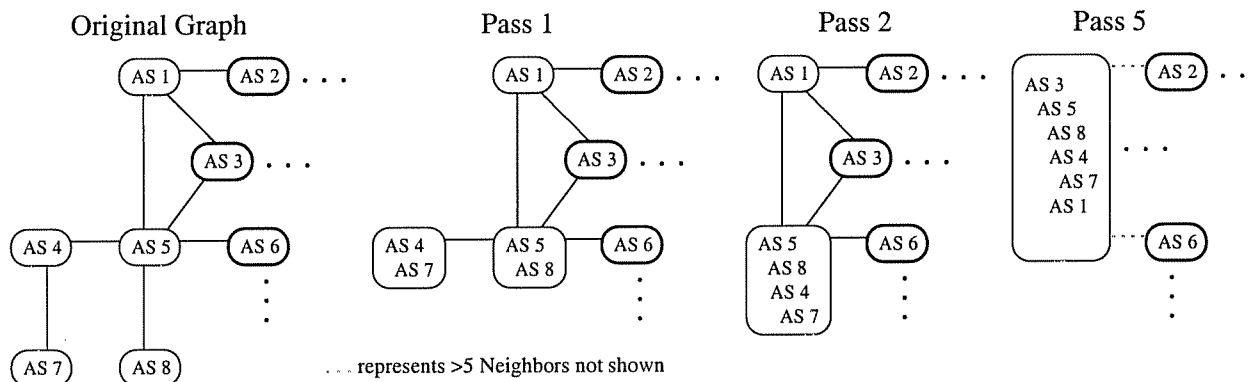 Original Graph
AS 1
AS 2
. . .
AS 3
. . .
AS 4
AS 5
AS 6
AS 7
AS 8
Pass 1
AS 1
AS 2
. . .
AS 3
. . .
AS 4
AS 7
AS 5
AS 8
AS 6
Pass 2
AS 1
AS 2
. . .
AS 3
. . .
AS 5
AS 8
AS 4
AS 7
AS 6
Pass 5
AS 3
AS 5
AS 8
AS 4
AS 7
AS 1
AS 2
. . .
. . .
AS 6
. . . represents >5 Neighbors not shown